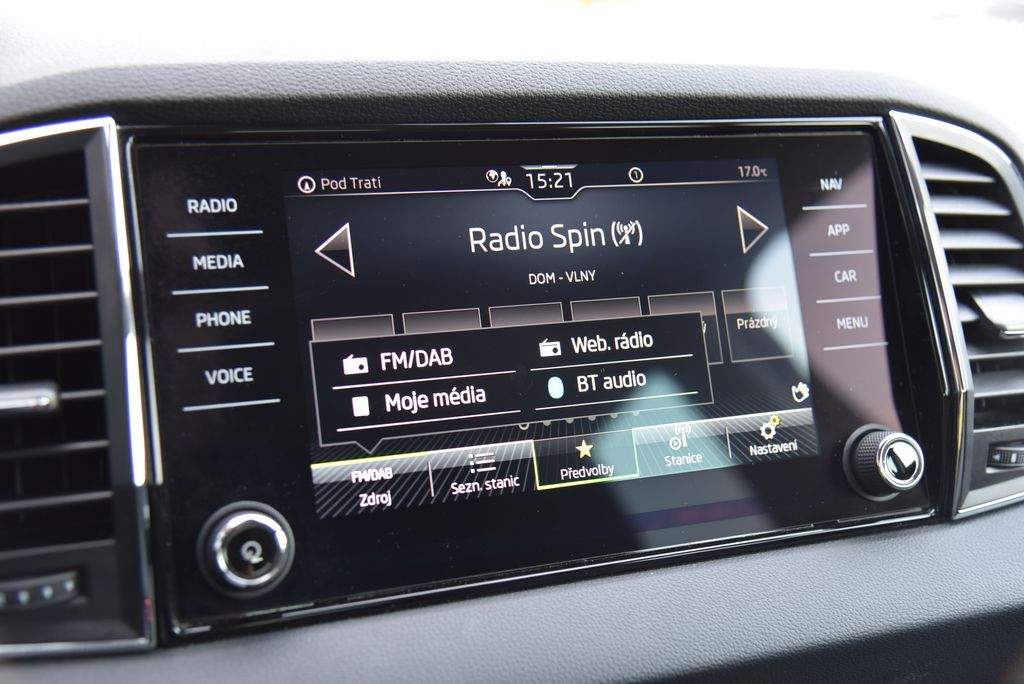 RADIO
MEDIA
PHONE
VOICE
Pod Tratí
15:21
1
17.0°C
Radio Spin
DOM - VLNY
Prázdný
FM/DAB
Web. rádio
Moje média
BT audio
FM/DAB
Zdroj
Sezn. stanic
Předvolby
Stanice
Nastavení
NAV
APP
CAR
MENU